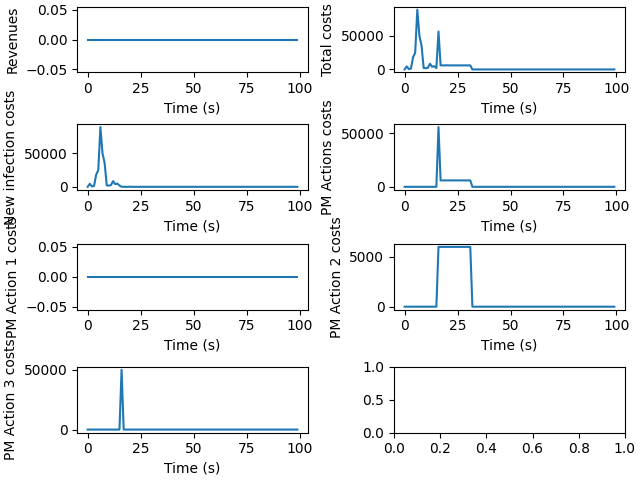 Revenues
0.05
0.00
−0.05
0 25 50 75 100
Time (s)
Total costs
50000
0
0 25 50 75 100
Time (s)
New infection costs
50000
0
0 25 50 75 100
Time (s)
PM Actions costs
50000
0
0 25 50 75 100
Time (s)
PM Action 1 costs
0.05
0.00
−0.05
0 25 50 75 100
Time (s)
PM Action 2 costs
5000
0
0 25 50 75 100
Time (s)
PM Action 3 costs
50000
0
0 25 50 75 100
Time (s)
1.0
0.5
0.0
0.0 0.2 0.4 0.6 0.8 1.0